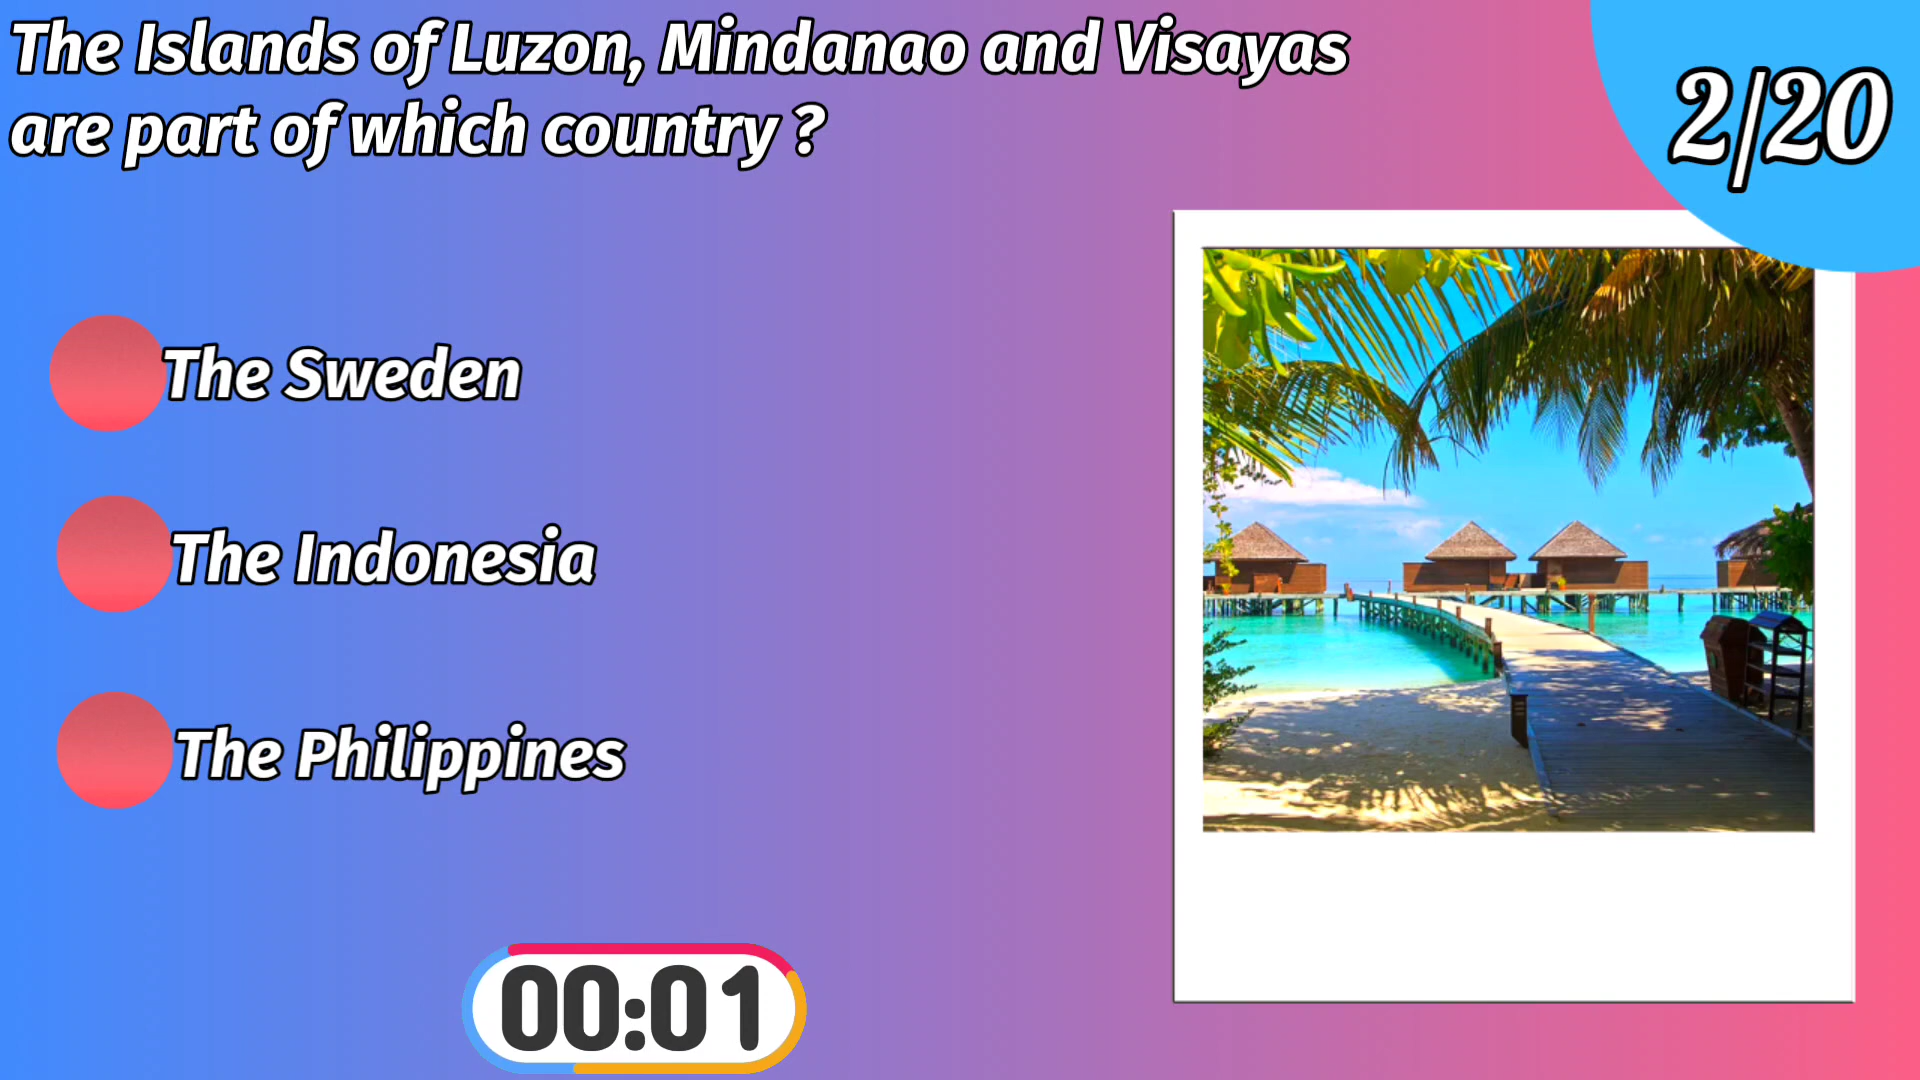 The Islands of Luzon, Mindanao and Visayas
are part of which country ?
2/20
The Sweden
The Indonesia
The Philippines
00:01